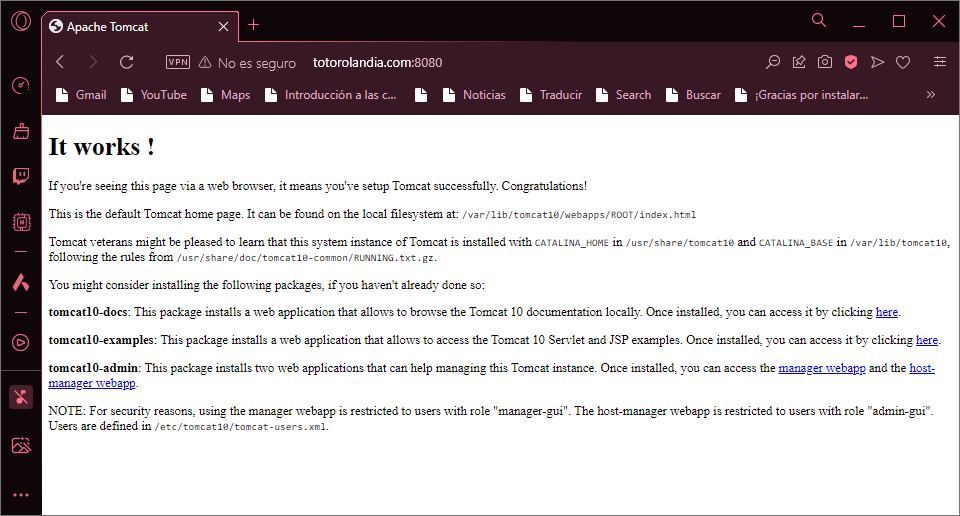 Apache Tomcat
VPN No es seguro totorolandia.com:8080
Gmail YouTube Maps Introducción a las c... Noticias Traducir Search Buscar ¡Gracias por instalar... »
It works !
If you're seeing this page via a web browser, it means you've setup Tomcat successfully. Congratulations!
This is the default Tomcat home page. It can be found on the local filesystem at: /var/lib/tomcat10/webapps/ROOT/index.html
Tomcat veterans might be pleased to learn that this system instance of Tomcat is installed with CATALINA_HOME in /usr/share/tomcat10 and CATALINA_BASE in /var/lib/tomcat10,
following the rules from /usr/share/doc/tomcat10-common/RUNNING.txt.gz.
You might consider installing the following packages, if you haven't already done so:
tomcat10-docs: This package installs a web application that allows to browse the Tomcat 10 documentation locally. Once installed, you can access it by clicking here.
tomcat10-examples: This package installs a web application that allows to access the Tomcat 10 Servlet and JSP examples. Once installed, you can access it by clicking here.
tomcat10-admin: This package installs two web applications that can help managing this Tomcat instance. Once installed, you can access the manager webapp and the host-
manager webapp.
NOTE: For security reasons, using the manager webapp is restricted to users with role "manager-gui". The host-manager webapp is restricted to users with role "admin-gui".
Users are defined in /etc/tomcat10/tomcat-users.xml.